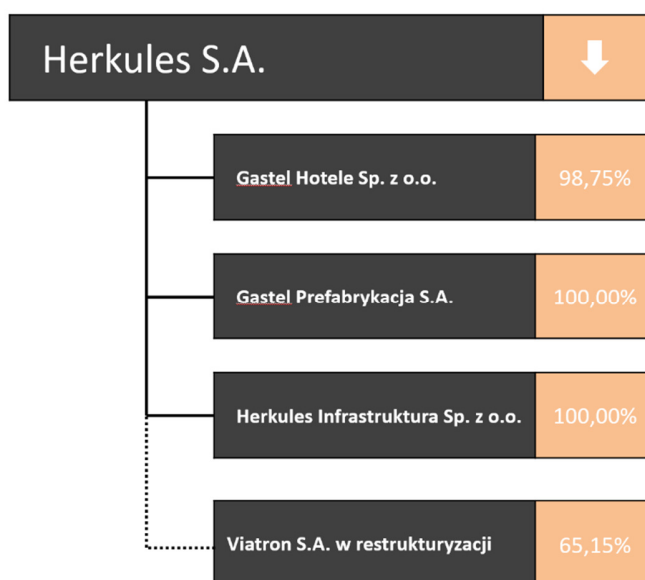 Herkules S.A.
Gastel Hotele Sp. z o.o. 98,75%
Gastel Prefabrykacja S.A. 100,00%
Herkules Infrastruktura Sp. z o.o. 100,00%
Viatron S.A. w restrukturyzacji 65,15%